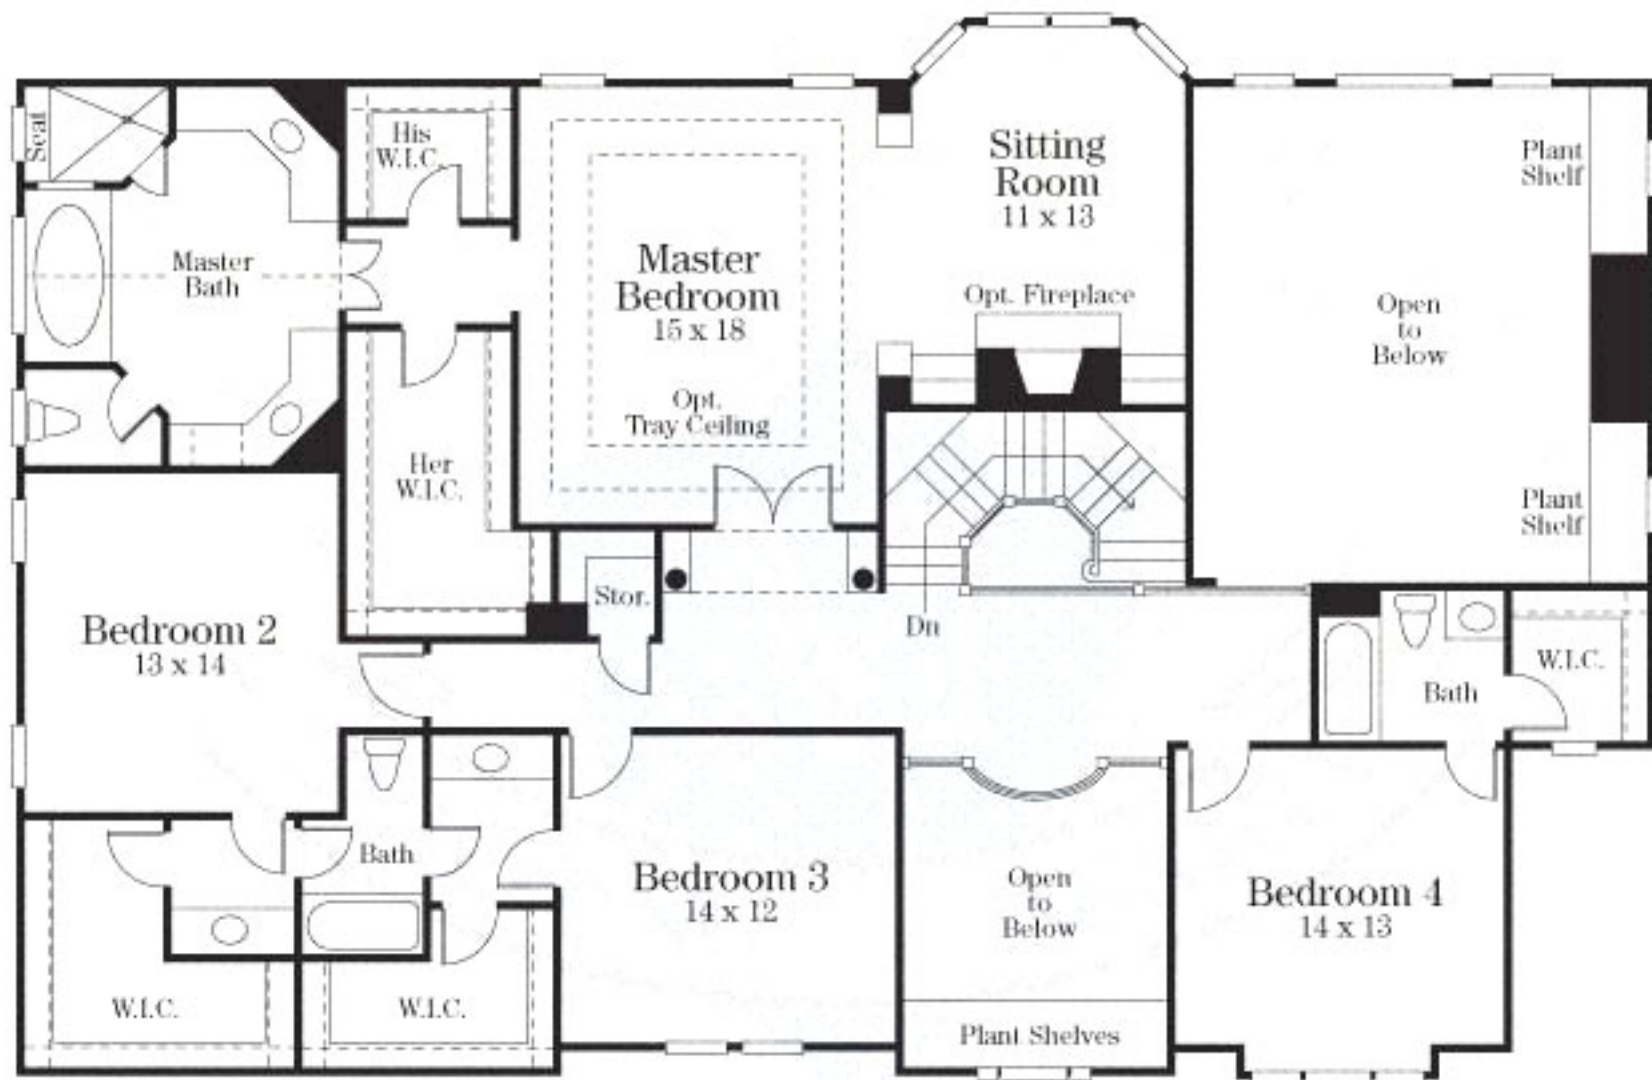 Seat
His
W.I.C.
Master
Bath
Master
Bedroom
15 x 18
Opt.
Tray Ceiling
Sitting
Room
11 x 13
Opt. Fireplace
Plant
Shelf
Open
to
Below
Plant
Shelf
Her
W.I.C.
Stor.
Dn
Bedroom 2
13 x 14
Bath
W.I.C.
Bath
Bedroom 3
14 x 12
Open
to
Below
Bedroom 4
14 x 13
W.I.C.
W.I.C.
Plant Shelves